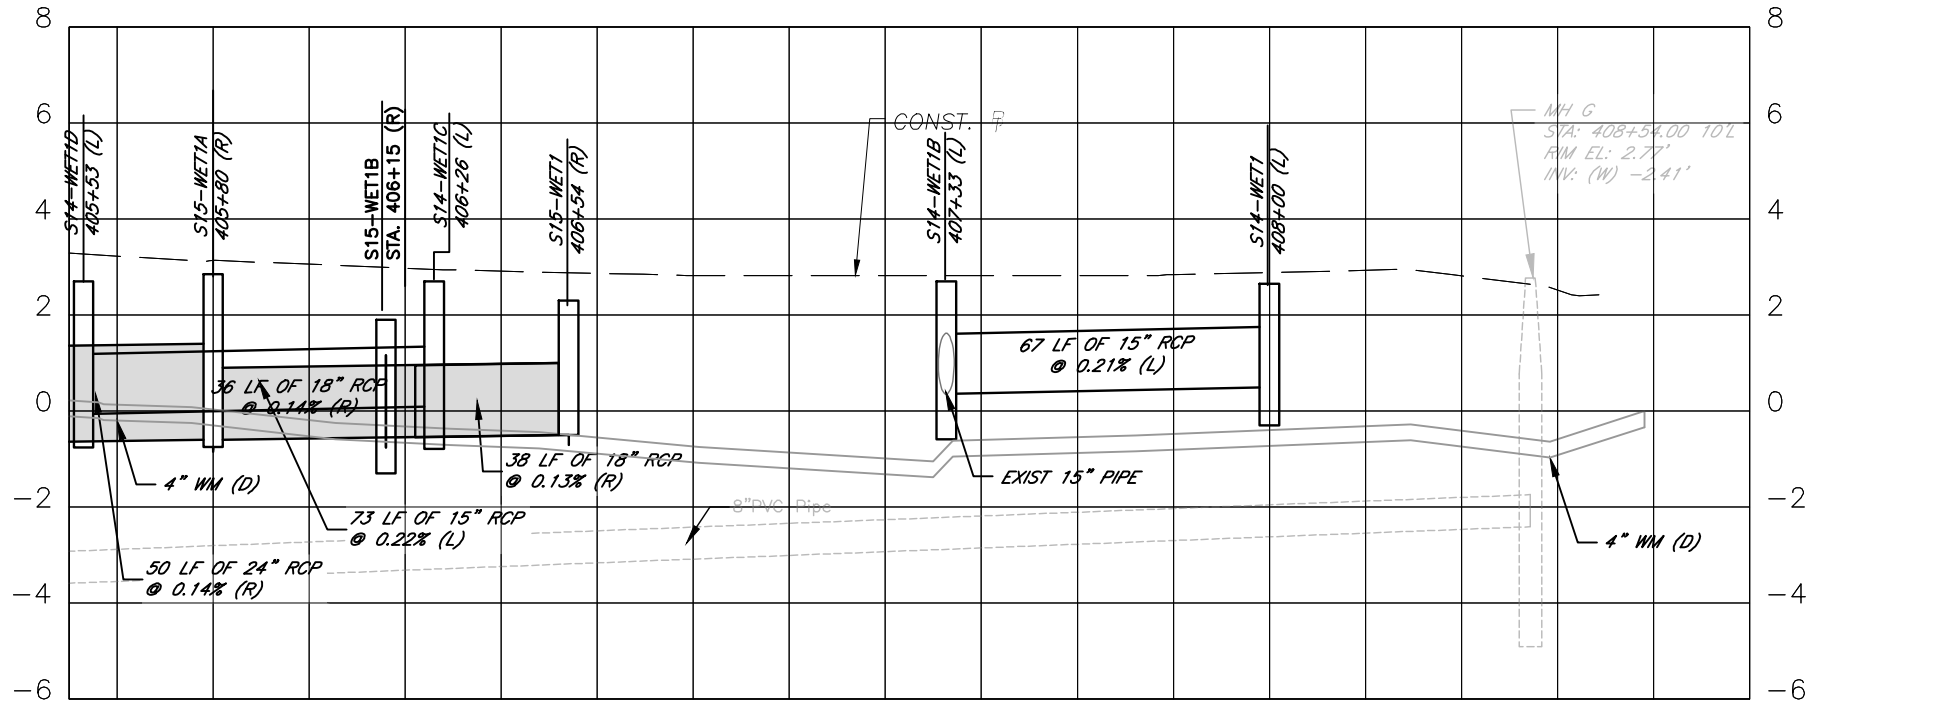 8
8
6
6
4
4
2
2
0
0
-2
-2
-4
-4
-6
-6
S14-WET1D
405+53 (L)
S15-WET1A
405+80 (R)
S15-WET1B
STA. 406+15 (R)
S14-WET1C
406+26 (L)
S15-WET1
406+54 (R)
CONST.
S14-WET1B
407+33 (L)
S14-WET1
408+00 (L)
MH G
STA: 408+54.00 10'L
RIM EL: 2.77'
INV: (W) -2.41'
36 LF OF 18" RCP
@ 0.14% (R)
67 LF OF 15" RCP
@ 0.21% (L)
38 LF OF 18" RCP
@ 0.13% (R)
4" WM (D)
EXIST 15" PIPE
73 LF OF 15" RCP
@ 0.22% (L)
8"PVC Pipe
4" WM (D)
50 LF OF 24" RCP
@ 0.14% (R)